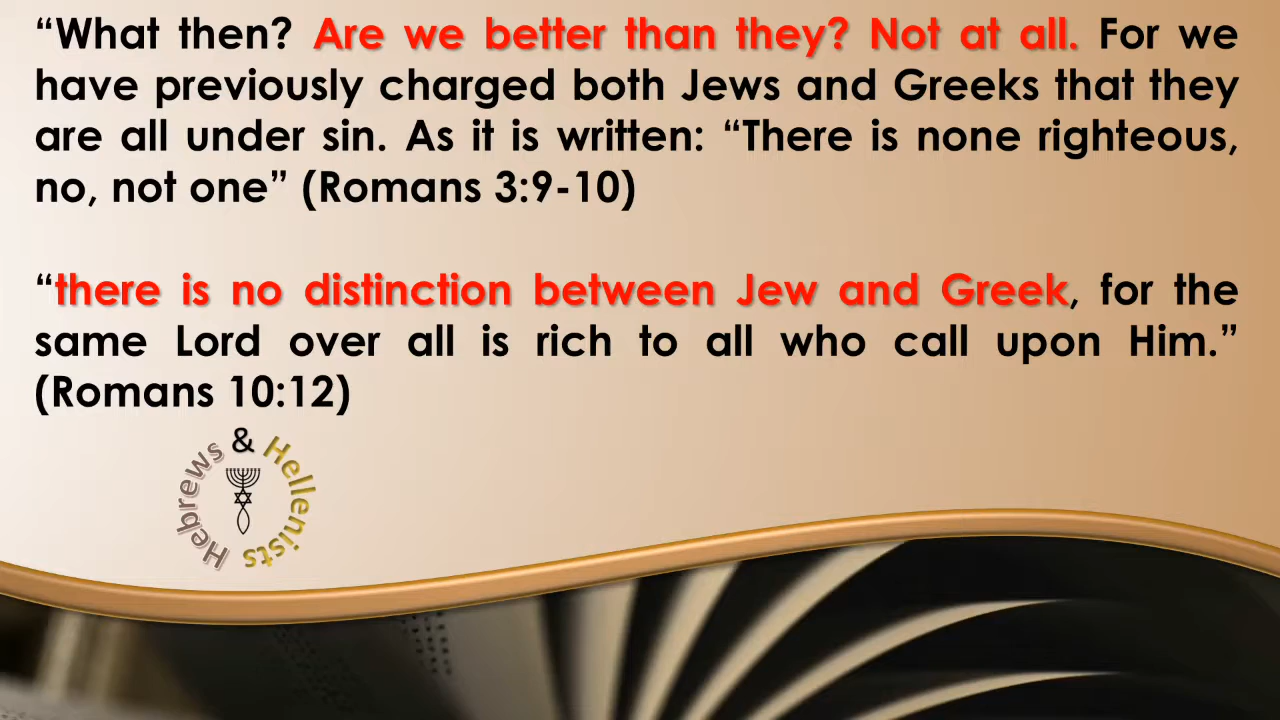 “What then? Are we better than they? Not at all. For we
have previously charged both Jews and Greeks that they
are all under sin. As it is written: “There is none righteous,
no, not one” (Romans 3:9-10)
“there is no distinction between Jew and Greek, for the
same Lord over all is rich to all who call upon Him.”
(Romans 10:12)
Hebrews & Hellenists